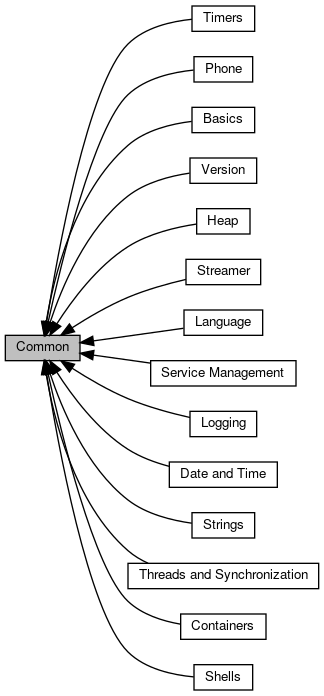 Timers
Phone
Basics
Version
Heap
Streamer
Language
Common
Service Management
Logging
Date and Time
Strings
Threads and Synchronization
Containers
Shells